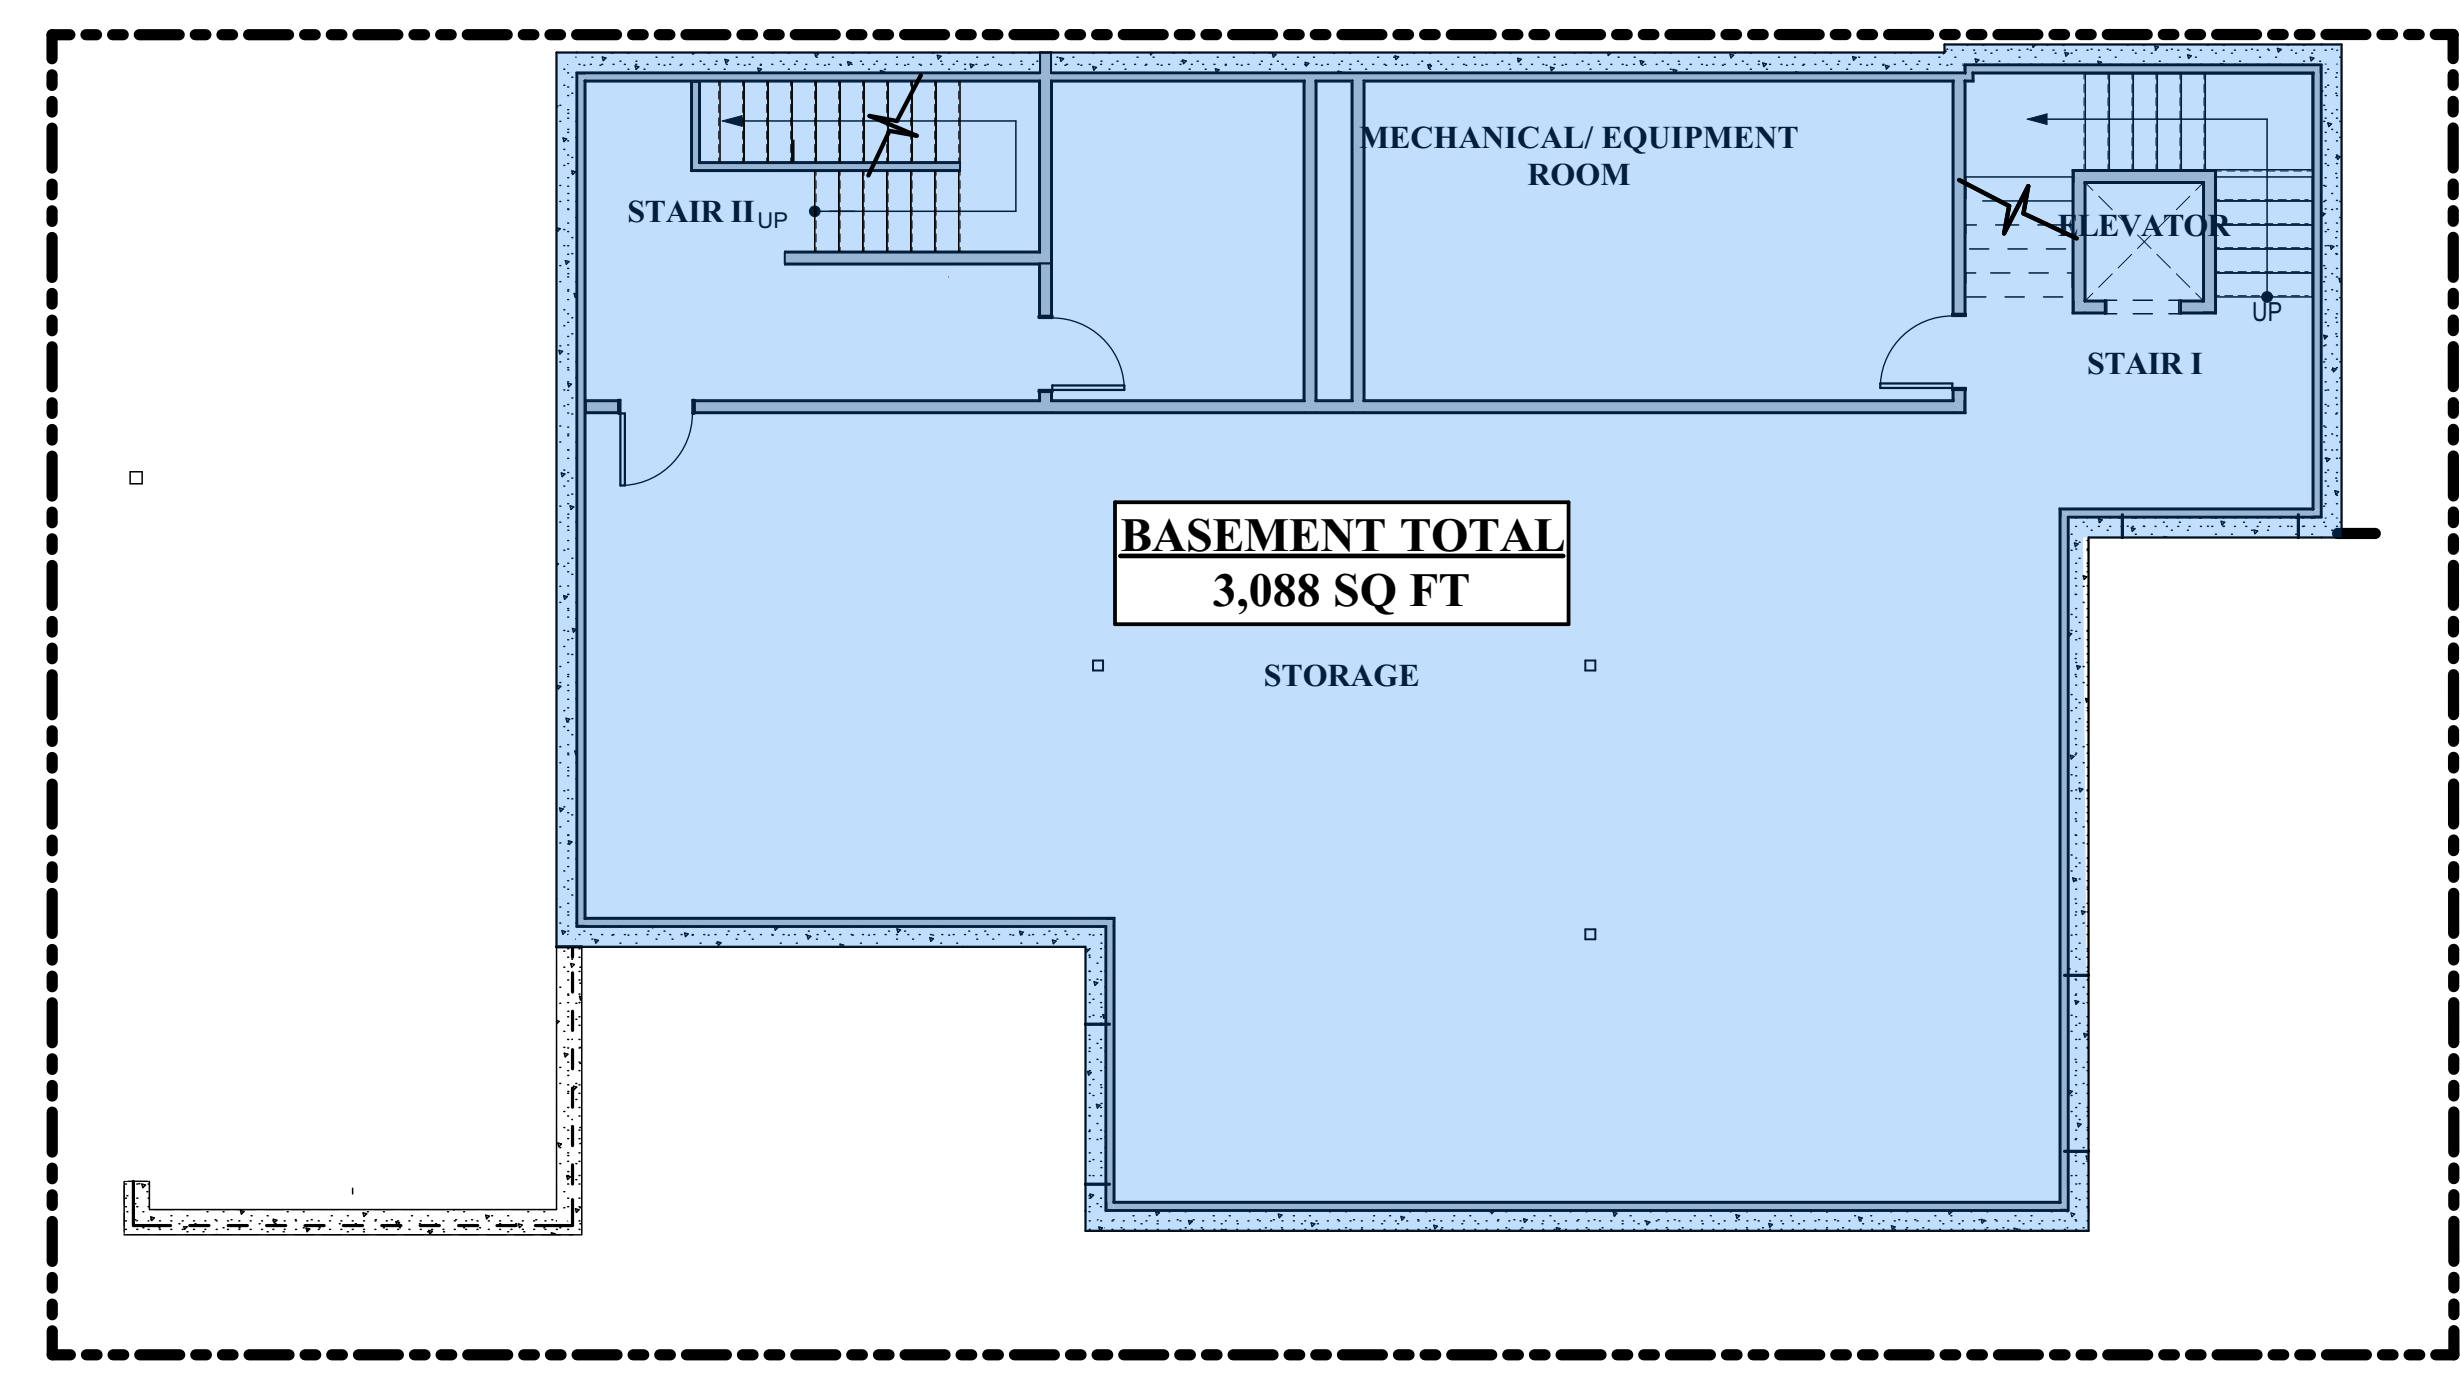 MECHANICAL/ EQUIPMENT
ROOM
STAIR II
UP
ELEVATOR
UP
STAIR I
BASEMENT TOTAL
3,088 SQ FT
STORAGE